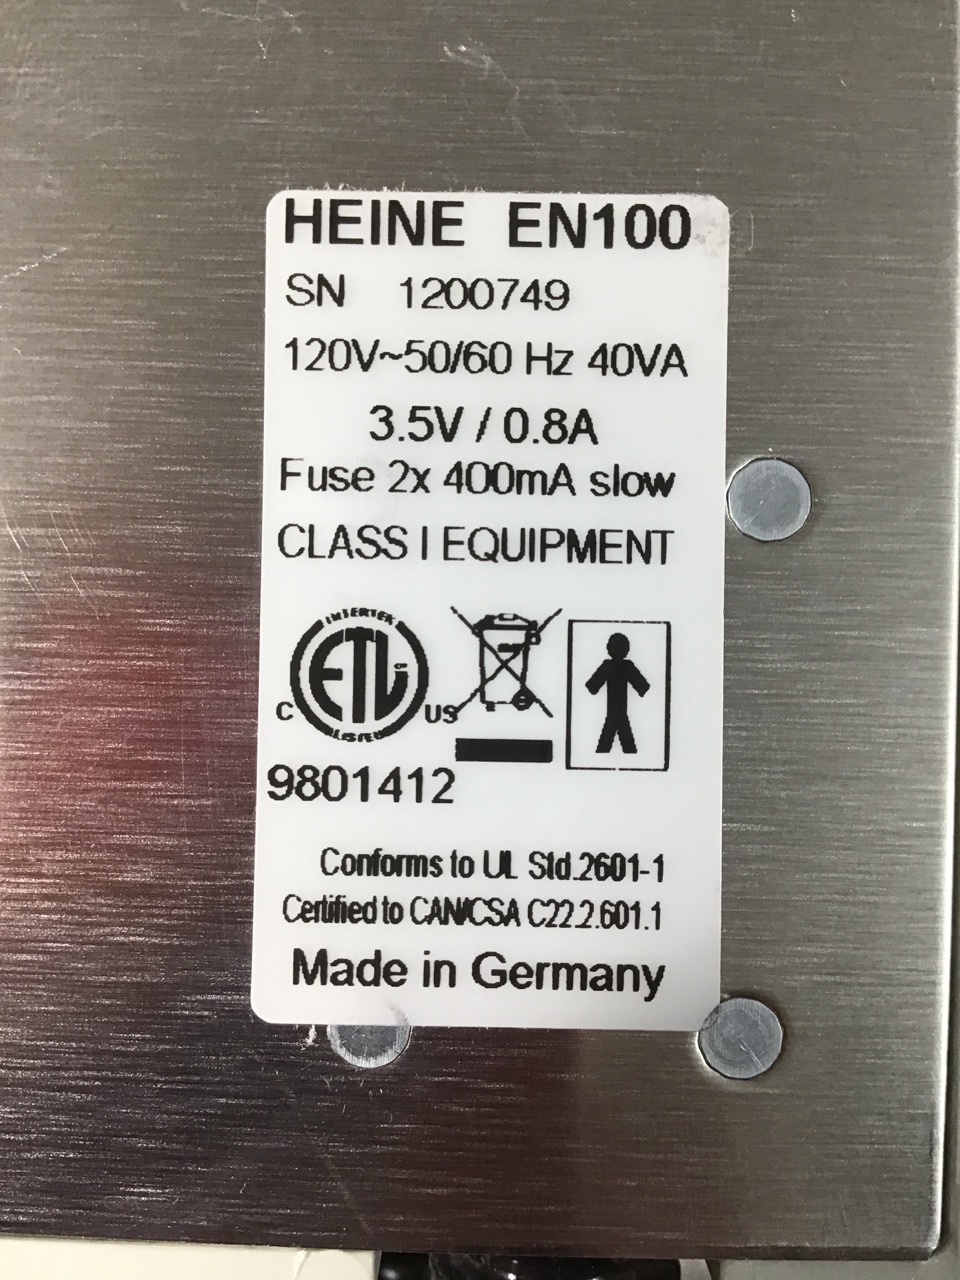 HEINE EN100
SN 1200749
120V~50/60 Hz 40VA
3.5V / 0.8A
Fuse 2x 400mA slow
CLASS I EQUIPMENT
INTERTEK
ETL
C US
LISTED
9801412
Conforms to UL Std.2601-1
Certified to CAN/CSA C22.2.601.1
Made in Germany